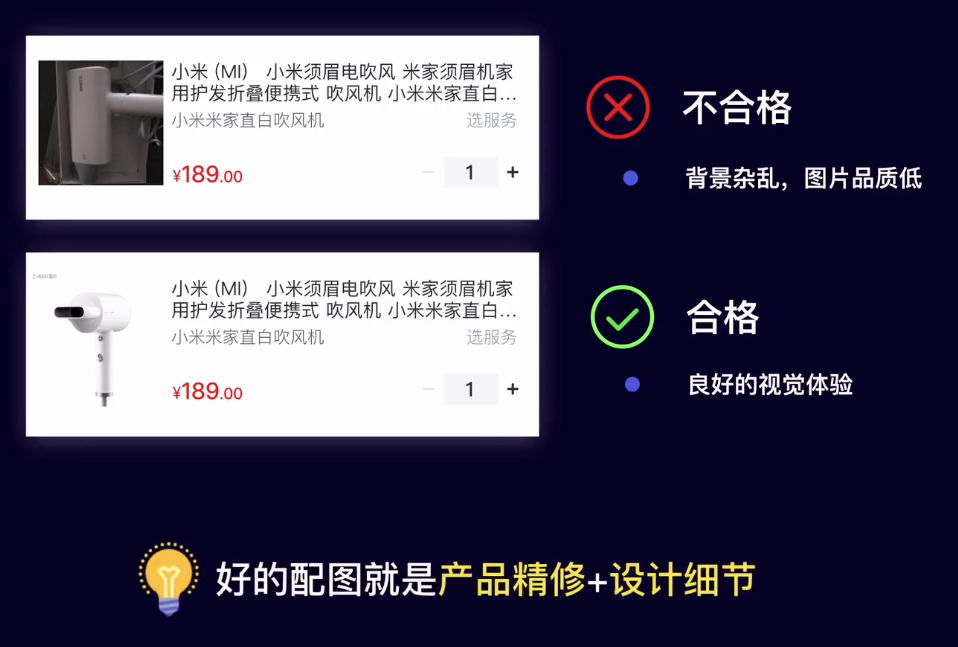 小米（MI） 小米须眉电吹风 米家须眉机家
用护发折叠便携式 吹风机 小米米家直白...
小米米家直白吹风机 选服务
¥189.00 − 1 +
不合格
背景杂乱，图片品质低
小米（MI） 小米须眉电吹风 米家须眉机家
用护发折叠便携式 吹风机 小米米家直白...
小米米家直白吹风机 选服务
¥189.00 − 1 +
合格
良好的视觉体验
好的配图就是产品精修+设计细节